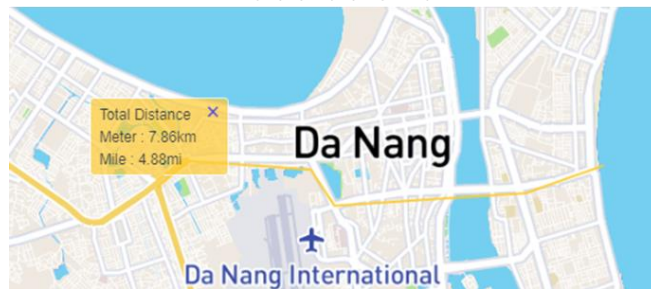 Total Distance ×
Meter : 7.86km
Mile : 4.88mi
Da Nang
Da Nang International